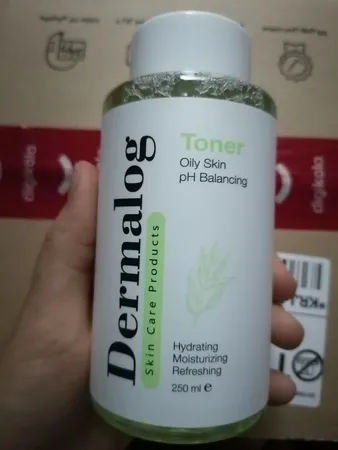 Toner
Oily Skin
pH Balancing
Dermalog
Skin Care Products
Hydrating
Moisturizing
Refreshing
250 ml e
digikala
digikala